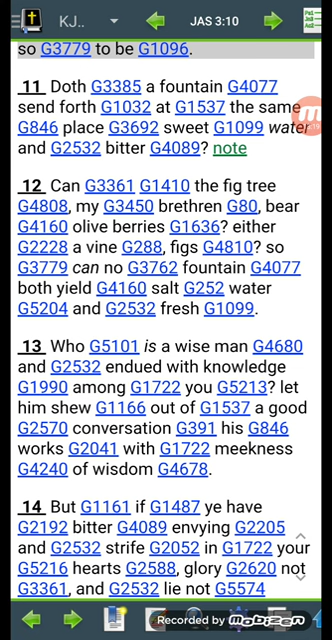 KJ.. JAS 3:10
so G3779 to be G1096.
11 Doth G3385 a fountain G4077
send forth G1032 at G1537 the same
G846 place G3692 sweet G1099 water
and G2532 bitter G4089? note
12 Can G3361 G1410 the fig tree
G4808, my G3450 brethren G80, bear
G4160 olive berries G1636? either
G2228 a vine G288, figs G4810? so
G3779 can no G3762 fountain G4077
both yield G4160 salt G252 water
G5204 and G2532 fresh G1099.
13 Who G5101 is a wise man G4680
and G2532 endued with knowledge
G1990 among G1722 you G5213? let
him shew G1166 out of G1537 a good
G2570 conversation G391 his G846
works G2041 with G1722 meekness
G4240 of wisdom G4678.
14 But G1161 if G1487 ye have
G2192 bitter G4089 envying G2205
and G2532 strife G2052 in G1722 your
G5216 hearts G2588, glory G2620 not
G3361, and G2532 lie not G5574
Recorded by Mobizen